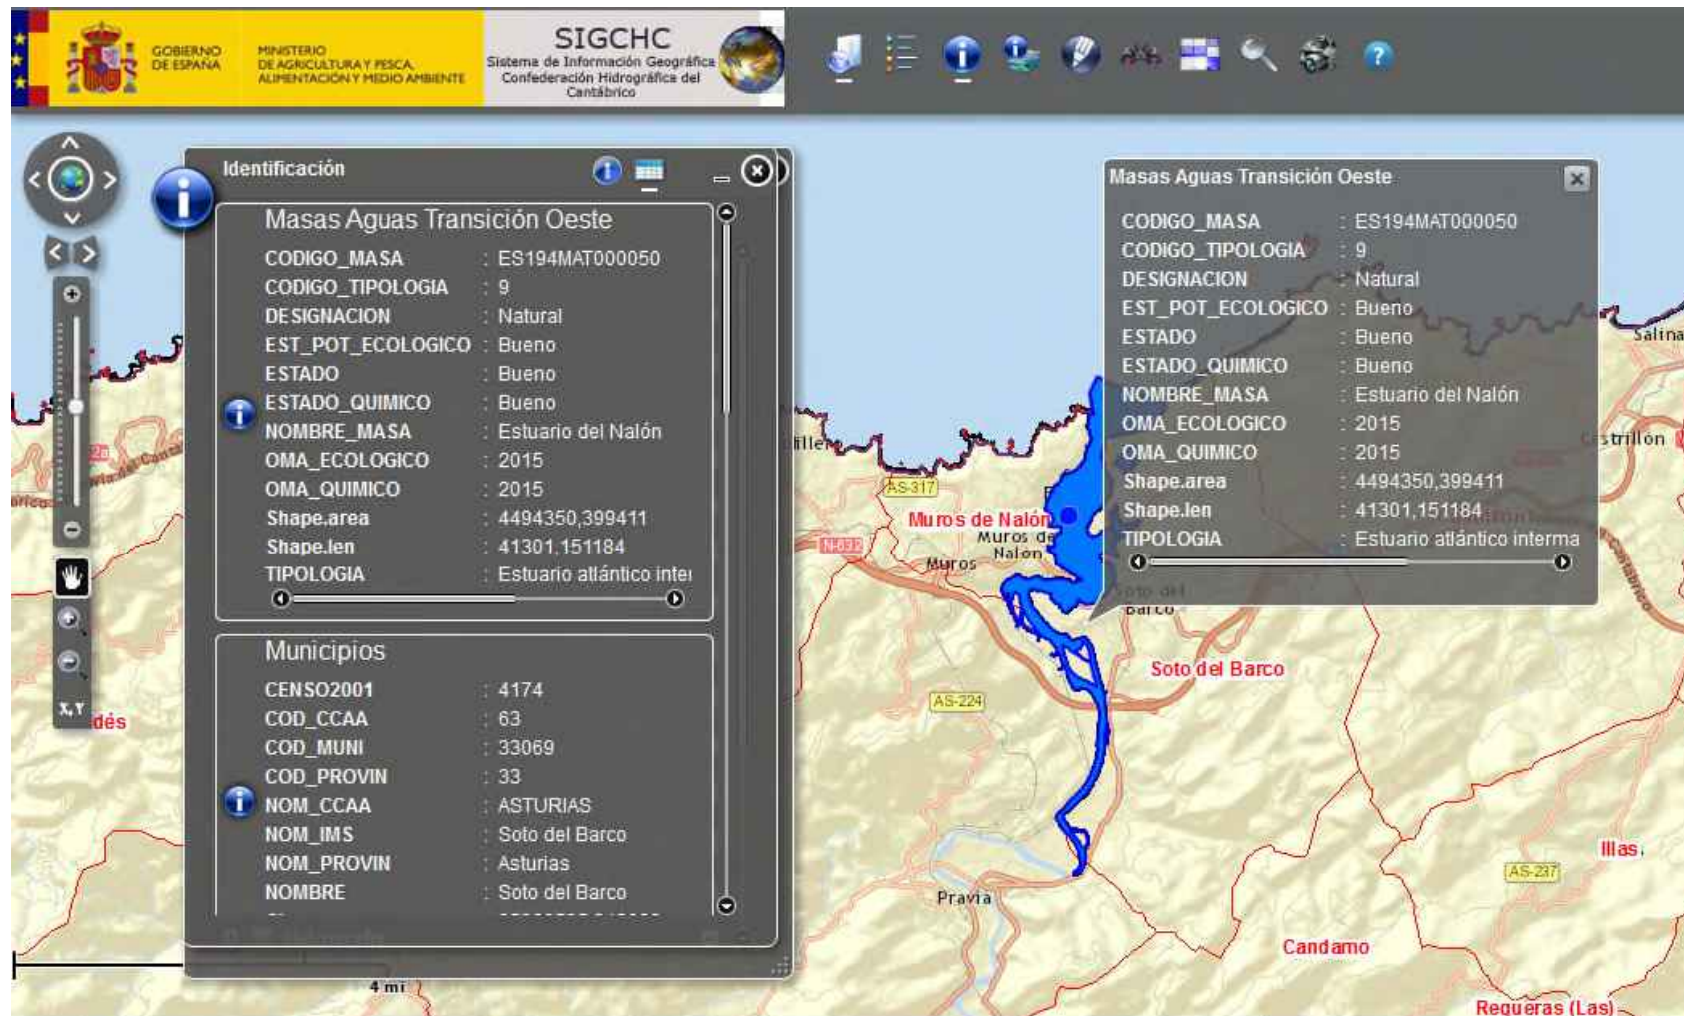 GOBIERNO
DE ESPAÑA
MINISTERIO
DE AGRICULTURA Y PESCA,
ALIMENTACIÓN Y MEDIO AMBIENTE
SIGCHC
Sistema de Información Geográfica
Confederación Hidrográfica del
Cantábrico
Identificación
Masas Aguas Transición Oeste
CODIGO_MASA : ES194MAT000050
CODIGO_TIPOLOGIA : 9
DESIGNACION : Natural
EST_POT_ECOLOGICO : Bueno
ESTADO : Bueno
ESTADO_QUIMICO : Bueno
NOMBRE_MASA : Estuario del Nalón
OMA_ECOLOGICO : 2015
OMA_QUIMICO : 2015
Shape.area : 4494350,399411
Shape.len : 41301,151184
TIPOLOGIA : Estuario atlántico inter
Municipios
CENSO2001 : 4174
COD_CCAA : 63
COD_MUNI : 33069
COD_PROVIN : 33
NOM_CCAA : ASTURIAS
NOM_IMS : Soto del Barco
NOM_PROVIN : Asturias
NOMBRE : Soto del Barco
Masas Aguas Transición Oeste
CODIGO_MASA : ES194MAT000050
CODIGO_TIPOLOGIA : 9
DESIGNACION : Natural
EST_POT_ECOLOGICO : Bueno
ESTADO : Bueno
ESTADO_QUIMICO : Bueno
NOMBRE_MASA : Estuario del Nalón
OMA_ECOLOGICO : 2015
OMA_QUIMICO : 2015
Shape.area : 4494350,399411
Shape.len : 41301,151184
TIPOLOGIA : Estuario atlántico interma
X,Y
dés
4 mi
Salina
strillón
AS-317
Muros de Nalón
Muros de
Nalón
N-632
Muros
Soto del
Barco
Soto del Barco
AS-224
Pravia
Illas
AS-237
Candamo
Regueras (Las)